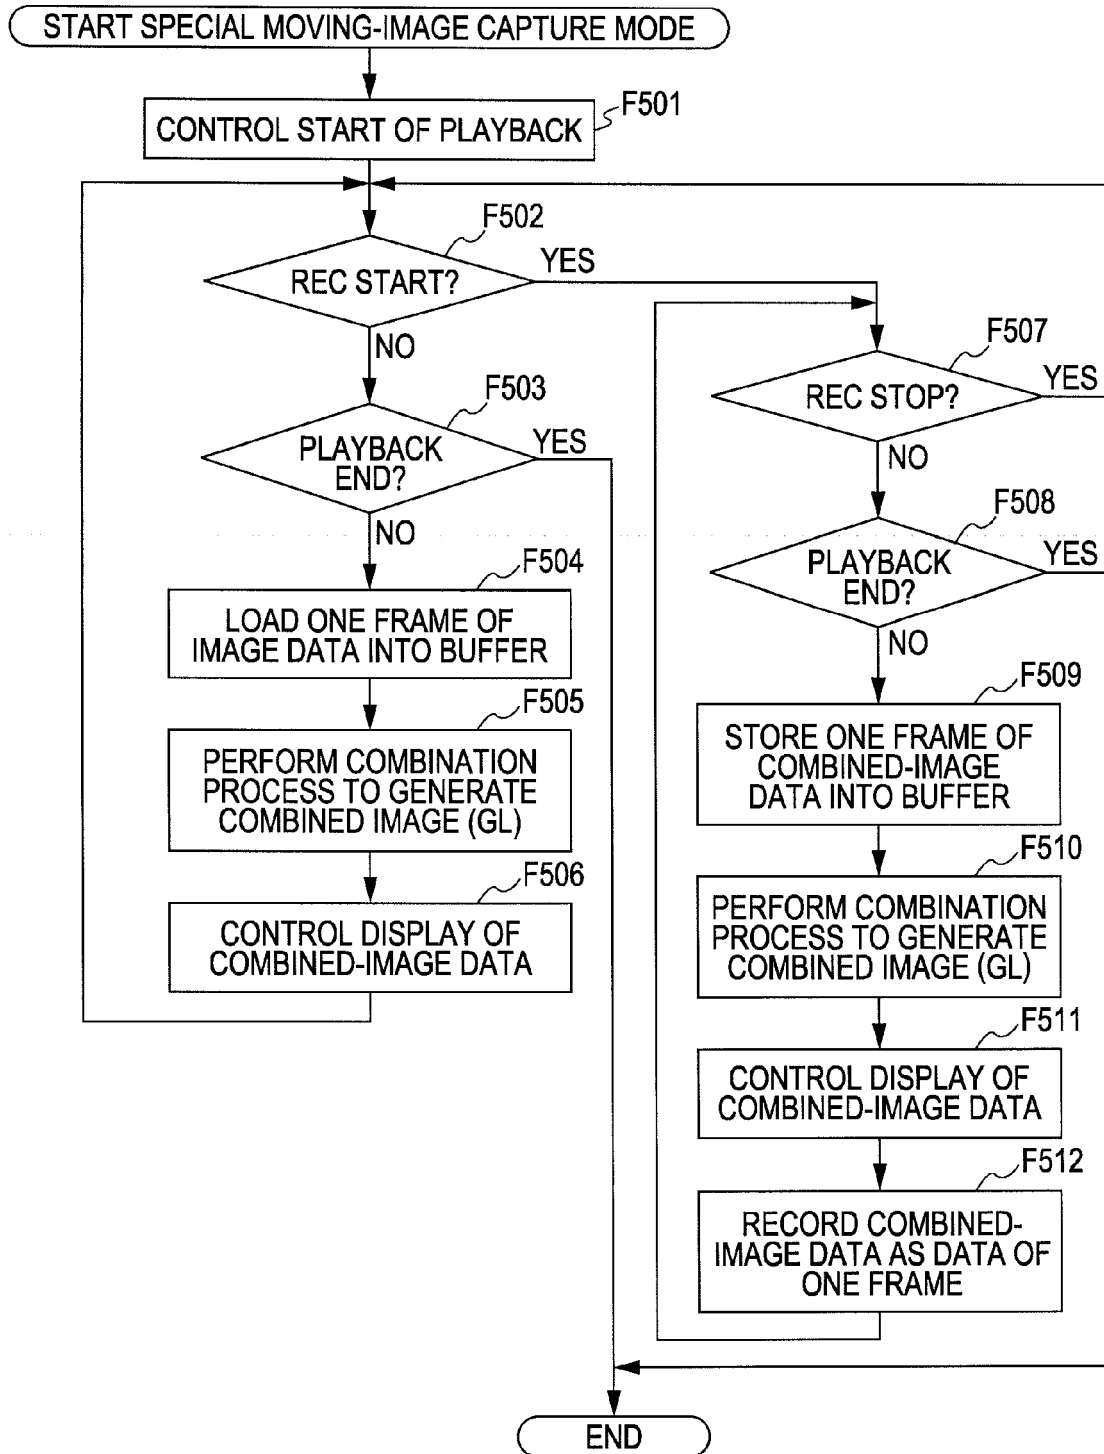 START SPECIAL MOVING-IMAGE CAPTURE MODE
F501
CONTROL START OF PLAYBACK
F502
REC START?
YES
NO
F503
PLAYBACK
END?
YES
NO
F504
LOAD ONE FRAME OF
IMAGE DATA INTO BUFFER
F505
PERFORM COMBINATION
PROCESS TO GENERATE
COMBINED IMAGE (GL)
F506
CONTROL DISPLAY OF
COMBINED-IMAGE DATA
F507
REC STOP?
YES
NO
F508
PLAYBACK
END?
YES
NO
F509
STORE ONE FRAME OF
COMBINED-IMAGE
DATA INTO BUFFER
F510
PERFORM COMBINATION
PROCESS TO GENERATE
COMBINED IMAGE (GL)
F511
CONTROL DISPLAY OF
COMBINED-IMAGE DATA
F512
RECORD COMBINED-
IMAGE DATA AS DATA OF
ONE FRAME
END